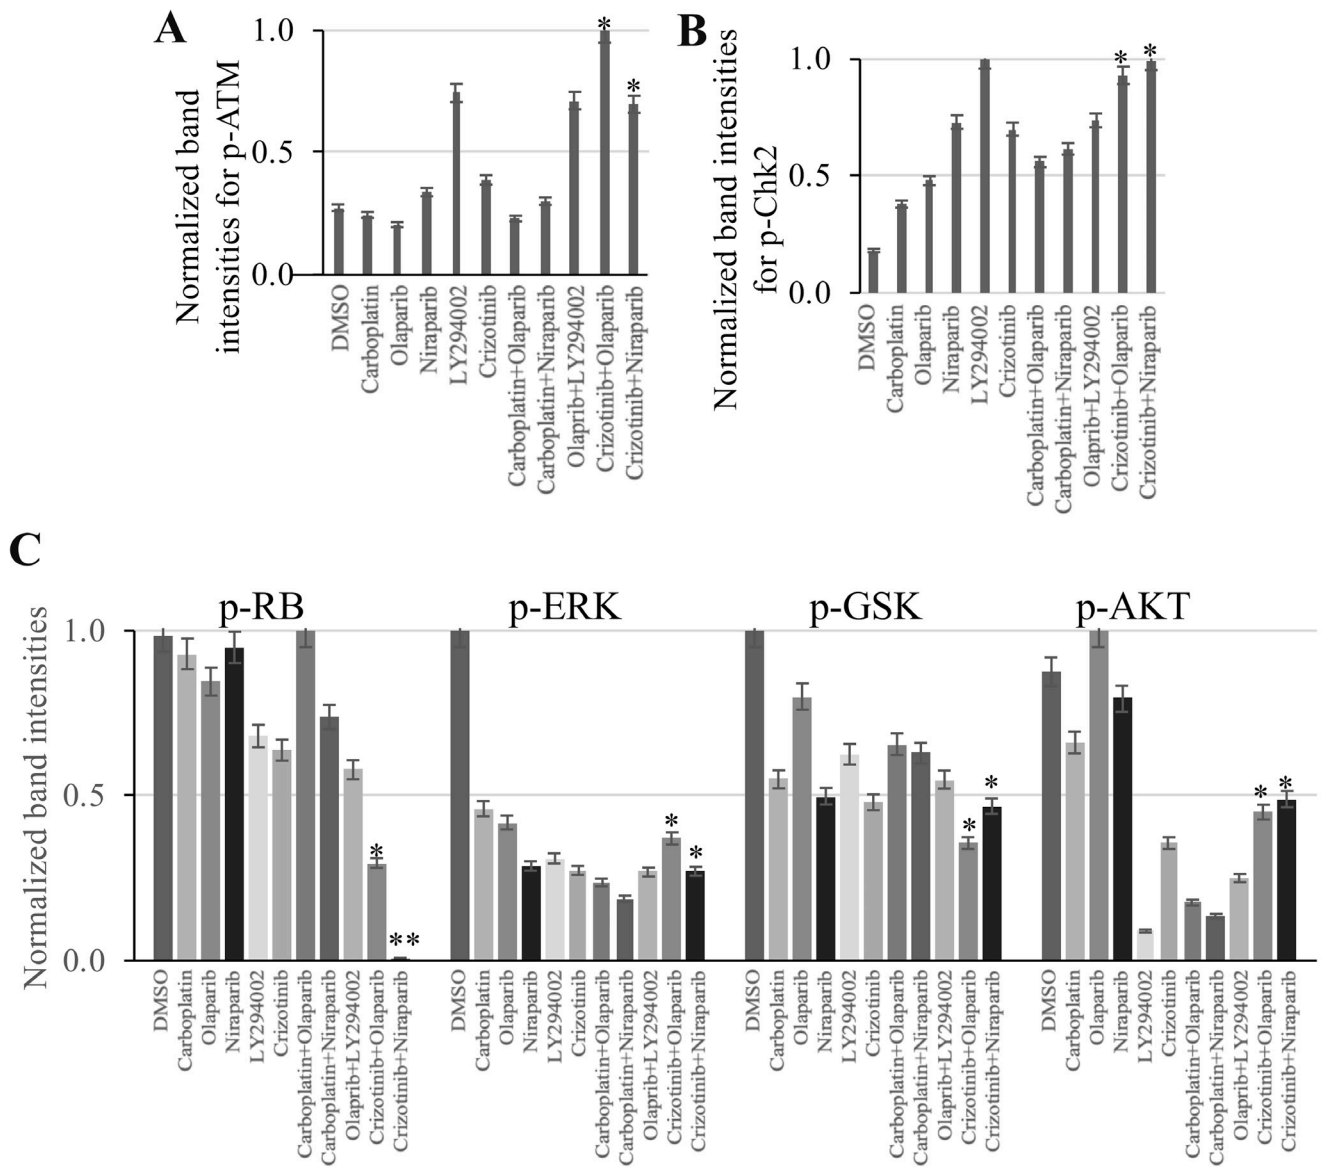 A
Normalized band
intensities for p-ATM
1.0
0.5
0.0
*
*
DMSO
Carboplatin
Olaparib
Niraparib
LY294002
Crizotinib
Carboplatin+Olaparib
Carboplatin+Niraparib
Olaprib+LY294002
Crizotinib+Olaparib
Crizotinib+Niraparib
B
Normalized band intensities
for p-Chk2
1.0
0.5
0.0
*
*
DMSO
Carboplatin
Olaparib
Niraparib
LY294002
Crizotinib
Carboplatin+Olaparib
Carboplatin+Niraparib
Olaprib+LY294002
Crizotinib+Olaparib
Crizotinib+Niraparib
C
Normalized band intensities
1.0
0.5
0.0
p-RB
*
**
DMSO
Carboplatin
Olaparib
Niraparib
LY294002
Crizotinib
Carboplatin+Olaparib
Carboplatin+Niraparib
Olaprib+LY294002
Crizotinib+Olaparib
Crizotinib+Niraparib
p-ERK
*
*
DMSO
Carboplatin
Olaparib
Niraparib
LY294002
Crizotinib
Carboplatin+Olaparib
Carboplatin+Niraparib
Olaprib+LY294002
Crizotinib+Olaparib
Crizotinib+Niraparib
p-GSK
*
*
DMSO
Carboplatin
Olaparib
Niraparib
LY294002
Crizotinib
Carboplatin+Olaparib
Carboplatin+Niraparib
Olaprib+LY294002
Crizotinib+Olaparib
Crizotinib+Niraparib
p-AKT
*
*
DMSO
Carboplatin
Olaparib
Niraparib
LY294002
Crizotinib
Carboplatin+Olaparib
Carboplatin+Niraparib
Olaprib+LY294002
Crizotinib+Olaparib
Crizotinib+Niraparib